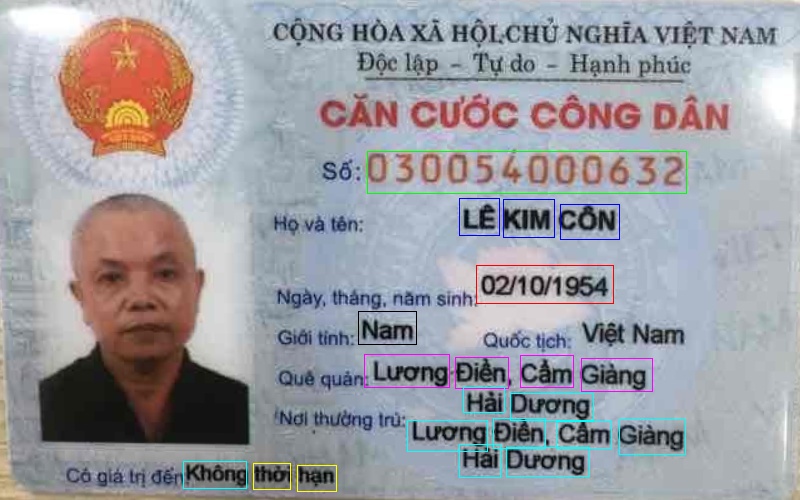 CỘNG HÒA XÃ HỘI CHỦ NGHĨA VIỆT NAM
Độc lập - Tự do - Hạnh phúc
CĂN CƯỚC CÔNG DÂN
Số: 030054000632
Họ và tên: LÊ KIM CÔN
Ngày, tháng, năm sinh: 02/10/1954
Giới tính: Nam Quốc tịch: Việt Nam
Quê quán: Lương Điền, Cẩm Giàng
Hải Dương
Nơi thường trú: Lương Điền, Cẩm Giàng
Hải Dương
Có giá trị đến Không thời hạn